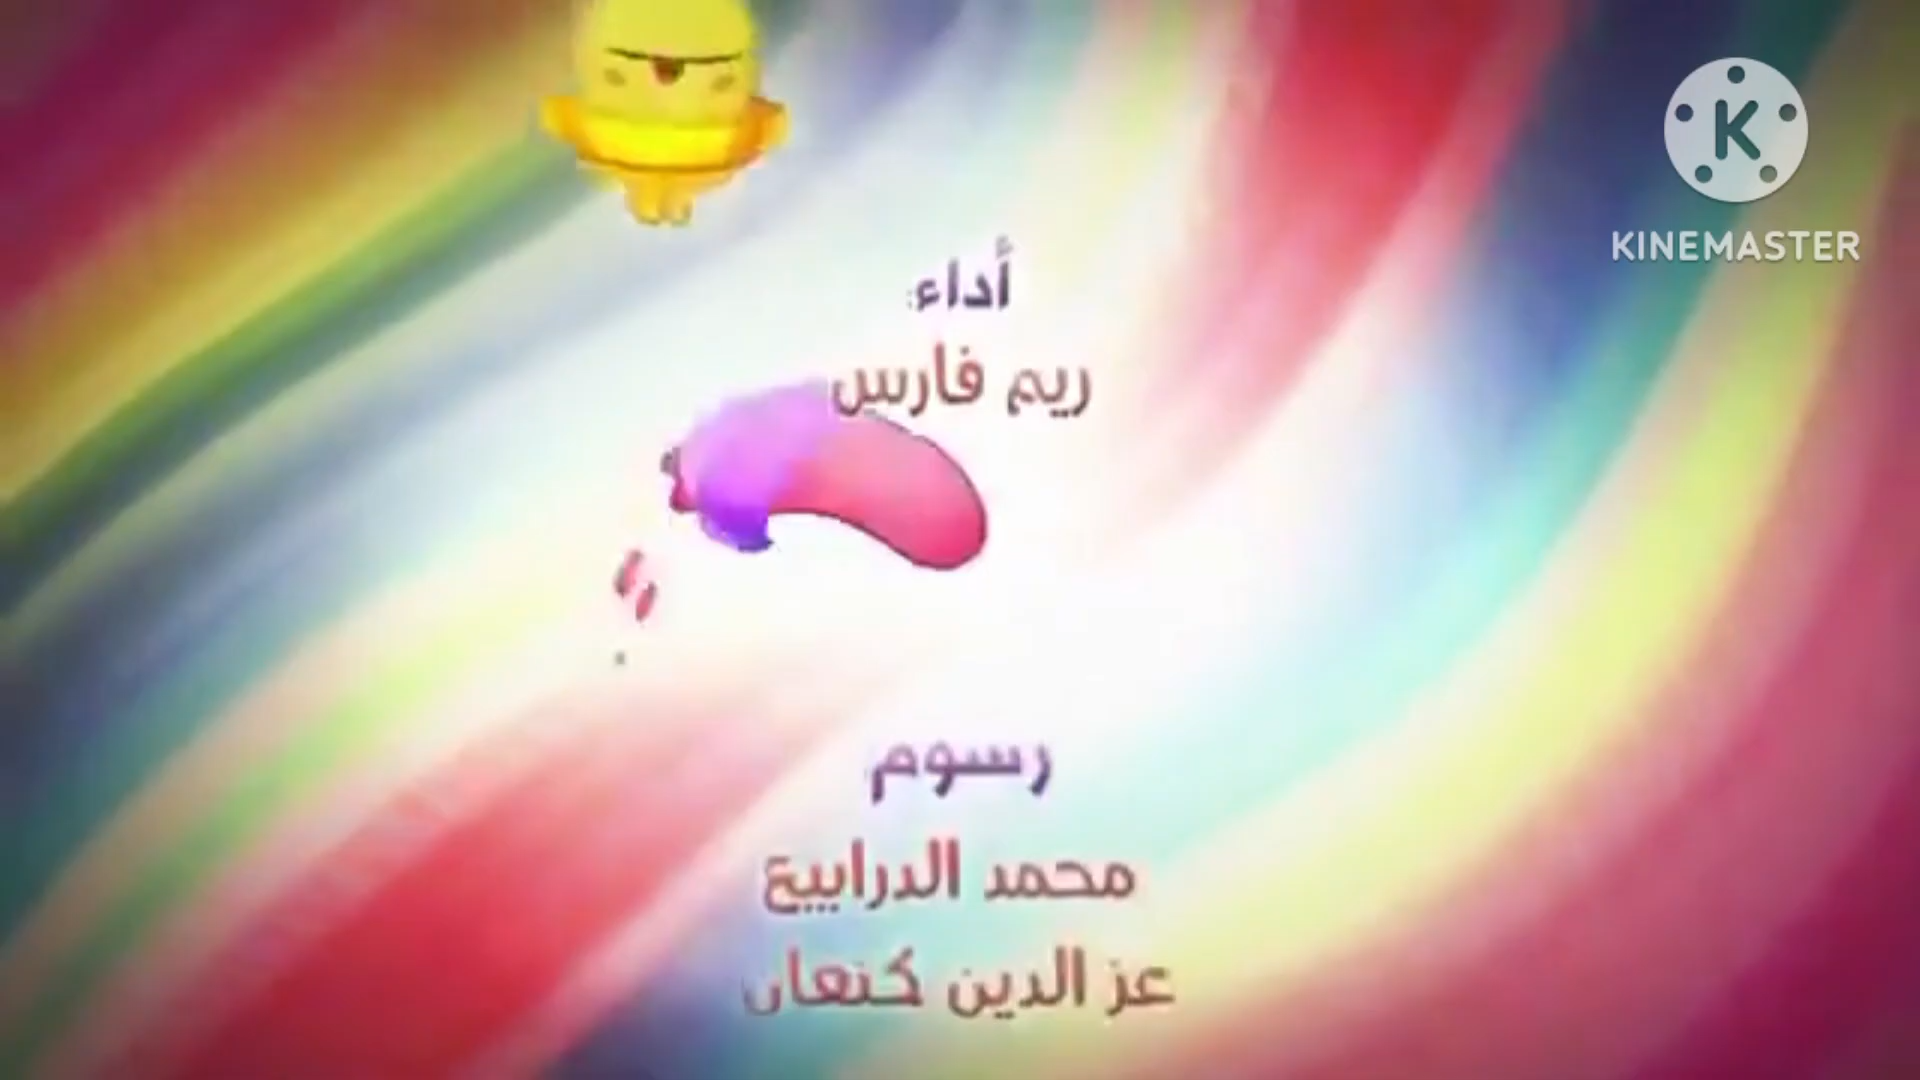 أداء:
ريم فارس
رسوم
محمد الدرابيع
عز الدين كنعان
K
KINEMASTER